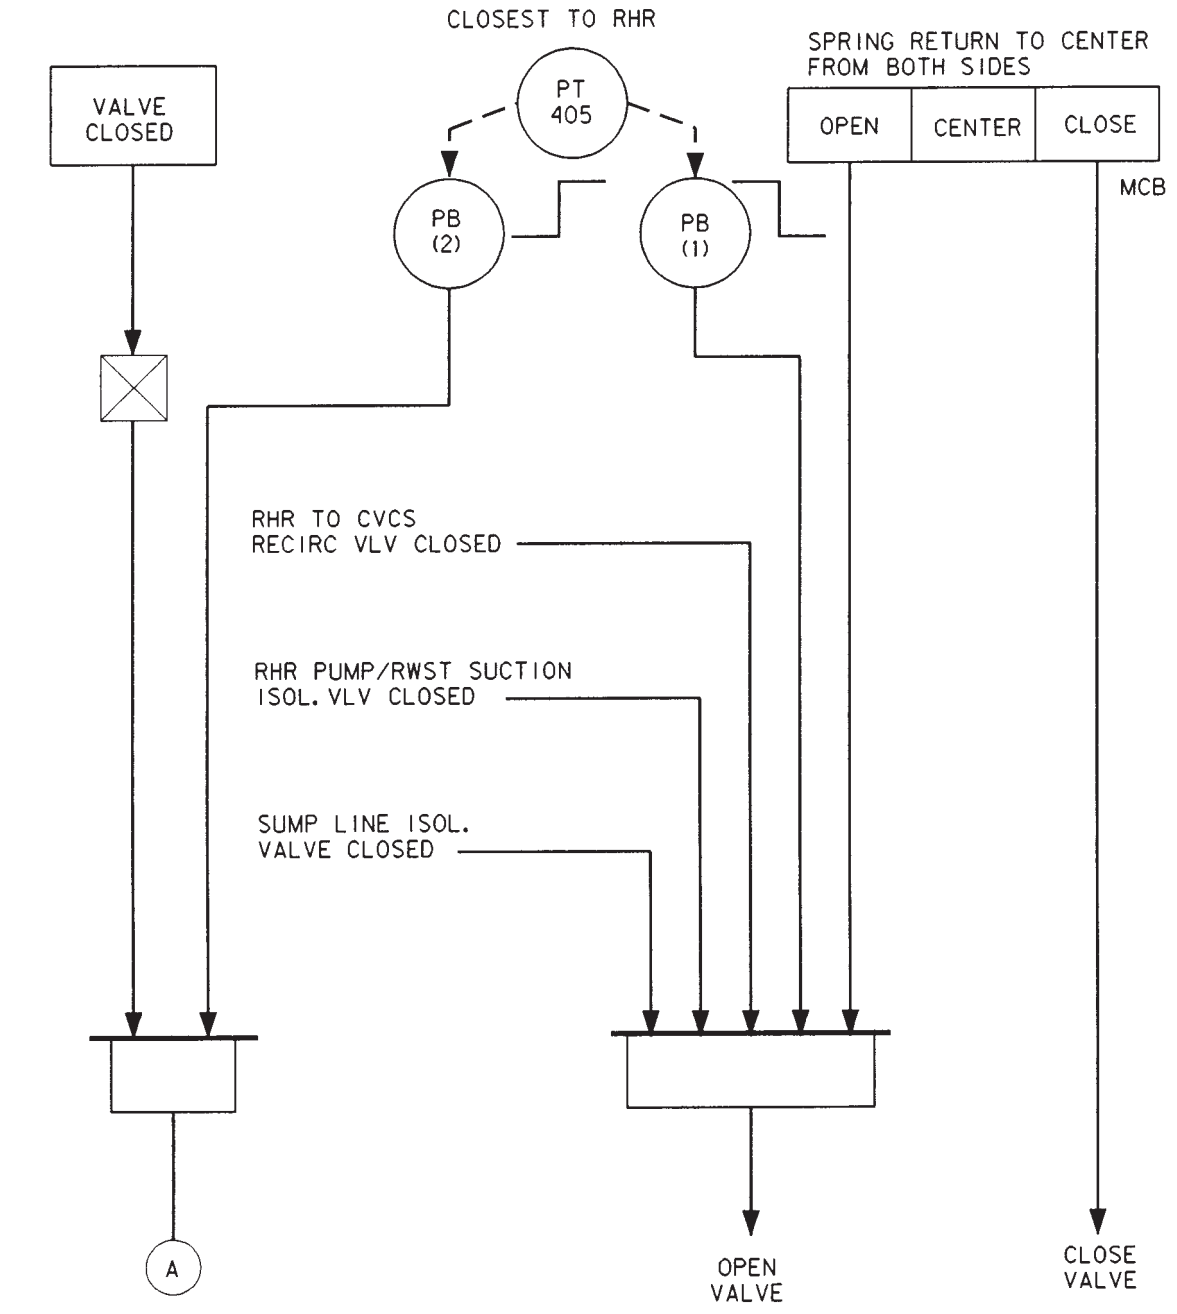 CLOSEST TO RHR
SPRING RETURN TO CENTER
FROM BOTH SIDES
VALVE
CLOSED
PT
405
OPEN
CENTER
CLOSE
MCB
PB
(2)
PB
(1)
RHR TO CVCS
RECIRC VLV CLOSED
RHR PUMP/RWST SUCTION
ISOL. VLV CLOSED
SUMP LINE ISOL.
VALVE CLOSED
A
OPEN
VALVE
CLOSE
VALVE